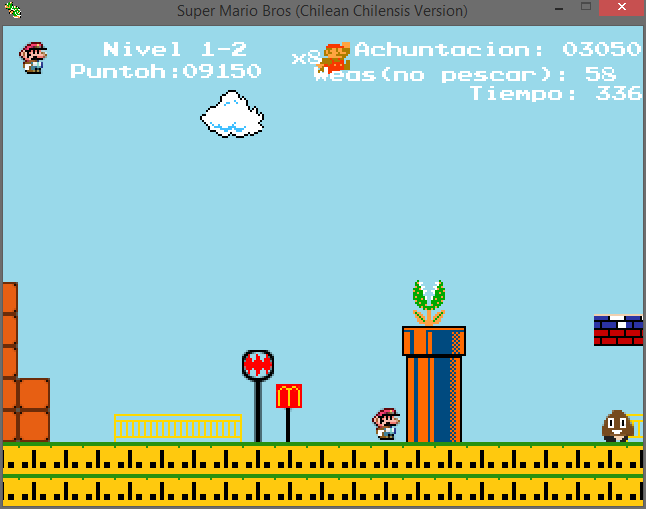 Super Mario Bros (Chilean Chilensis Version)
Nivel 1-2
Puntoh:09150
x8
Achuntacion: 03050
Weas(no pescar): 58
Tiempo: 336